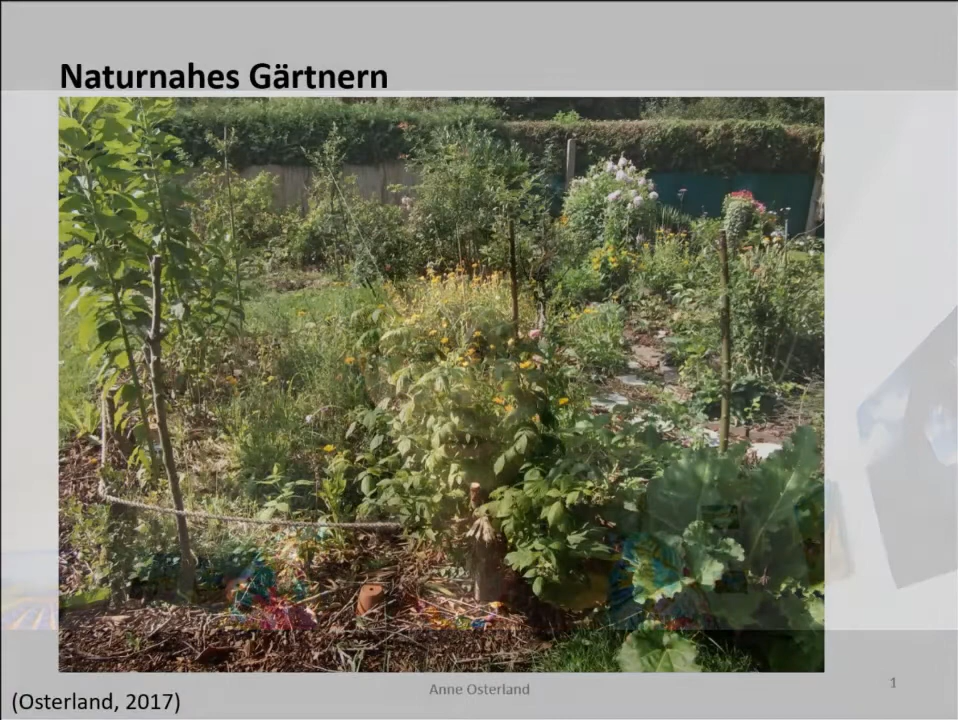 Naturnahes Gärtnern
(Osterland, 2017)
Anne Osterland
1